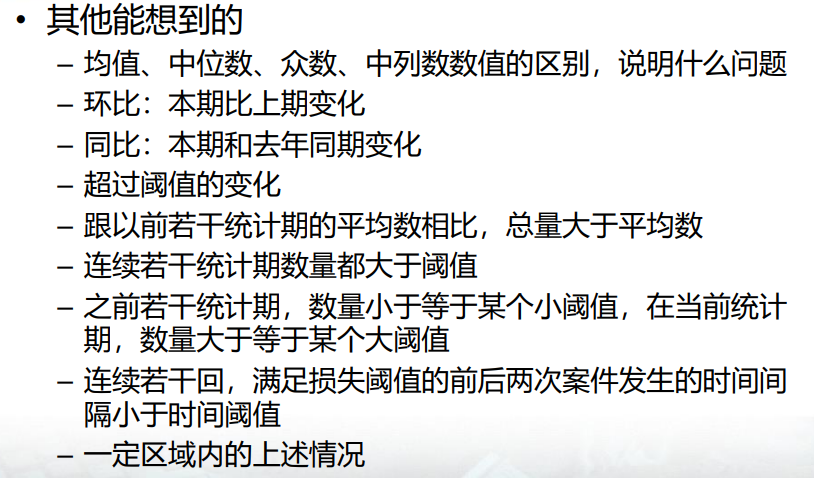 • 其他能想到的
– 均值、中位数、众数、中列数数值的区别，说明什么问题
– 环比：本期比上期变化
– 同比：本期和去年同期变化
– 超过阈值的变化
– 跟以前若干统计期的平均数相比，总量大于平均数
– 连续若干统计期数量都大于阈值
– 之前若干统计期，数量小于等于某个小阈值，在当前统计
期，数量大于等于某个大阈值
– 连续若干回，满足损失阈值的前后两次案件发生的时间间
隔小于时间阈值
– 一定区域内的上述情况